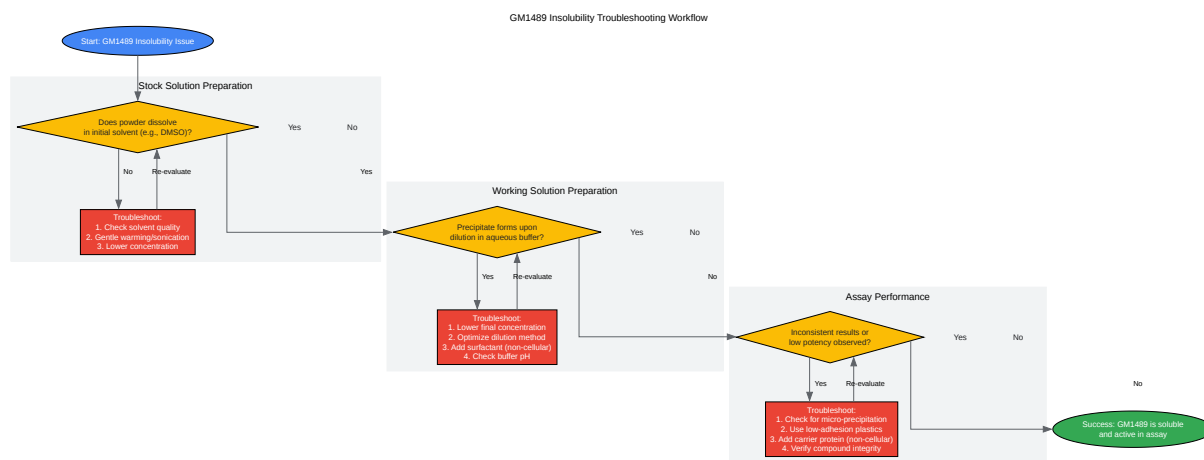 GM1489 Insolubility Troubleshooting Workflow
Start: GM1489 Insolubility Issue
Stock Solution Preparation
Does powder dissolve
in initial solvent (e.g., DMSO)?
Yes
No
No
Re-evaluate
Yes
Troubleshoot:
1. Check solvent quality
2. Gentle warming/sonication
3. Lower concentration
Working Solution Preparation
Precipitate forms upon
dilution in aqueous buffer?
Yes
No
Yes
Re-evaluate
No
Troubleshoot:
1. Lower final concentration
2. Optimize dilution method
3. Add surfactant (non-cellular)
4. Check buffer pH
Assay Performance
Inconsistent results or
low potency observed?
Yes
No
Yes
Re-evaluate
No
Troubleshoot:
1. Check for micro-precipitation
2. Use low-adhesion plastics
3. Add carrier protein (non-cellular)
4. Verify compound integrity
Success: GM1489 is soluble
and active in assay